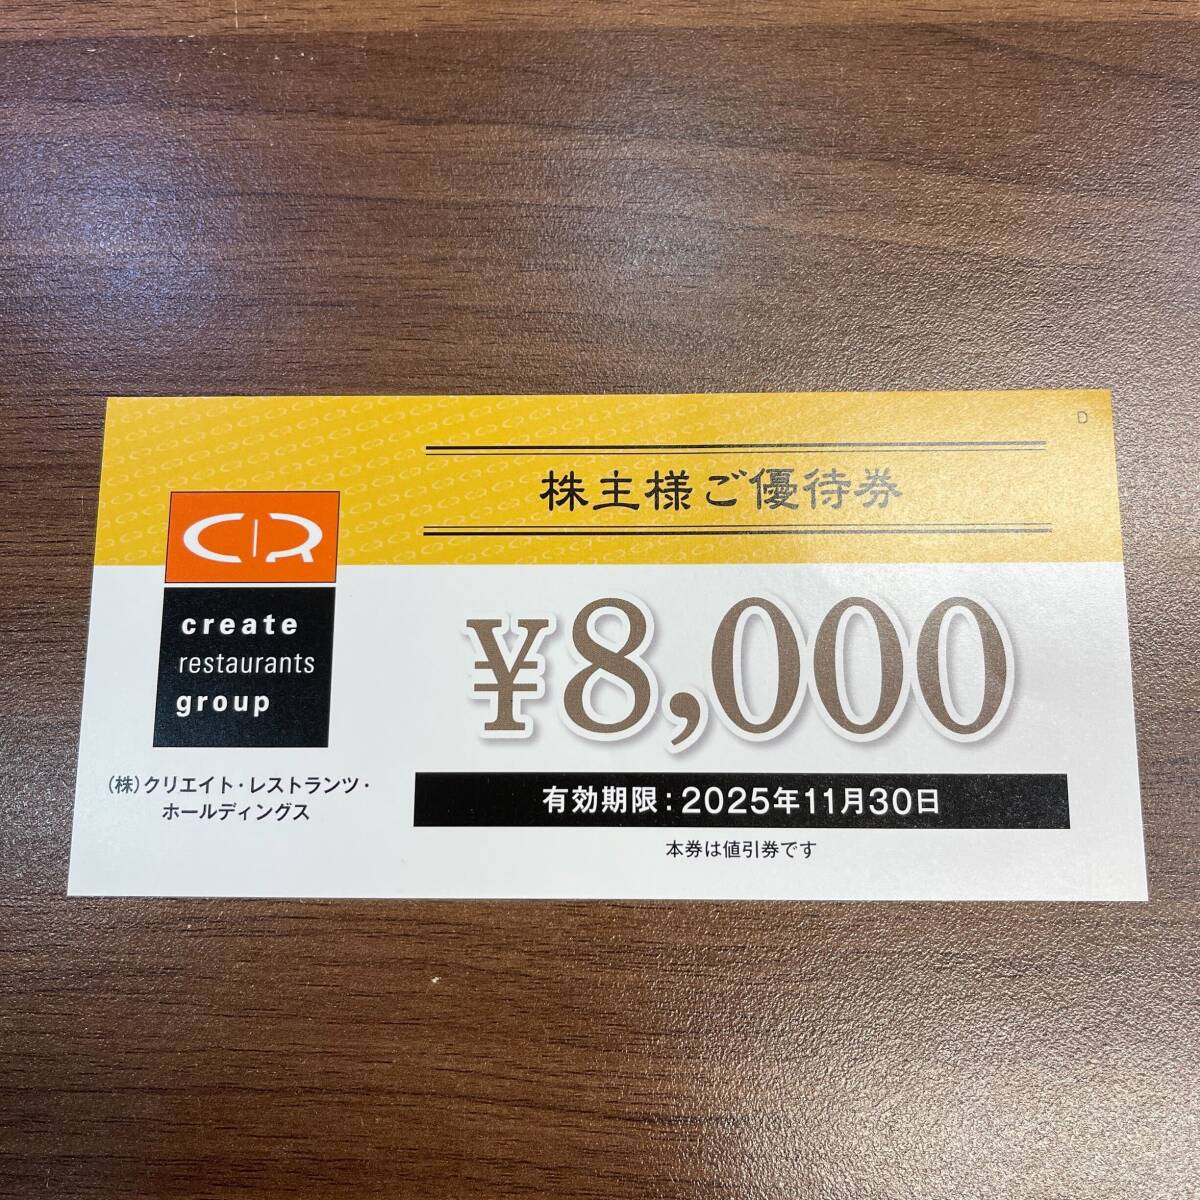 D
株主様ご優待券
CR
create
restaurants
group
(株)クリエイト・レストランツ・
ホールディングス
¥8,000
有効期限：2025年11月30日
本券は値引券です